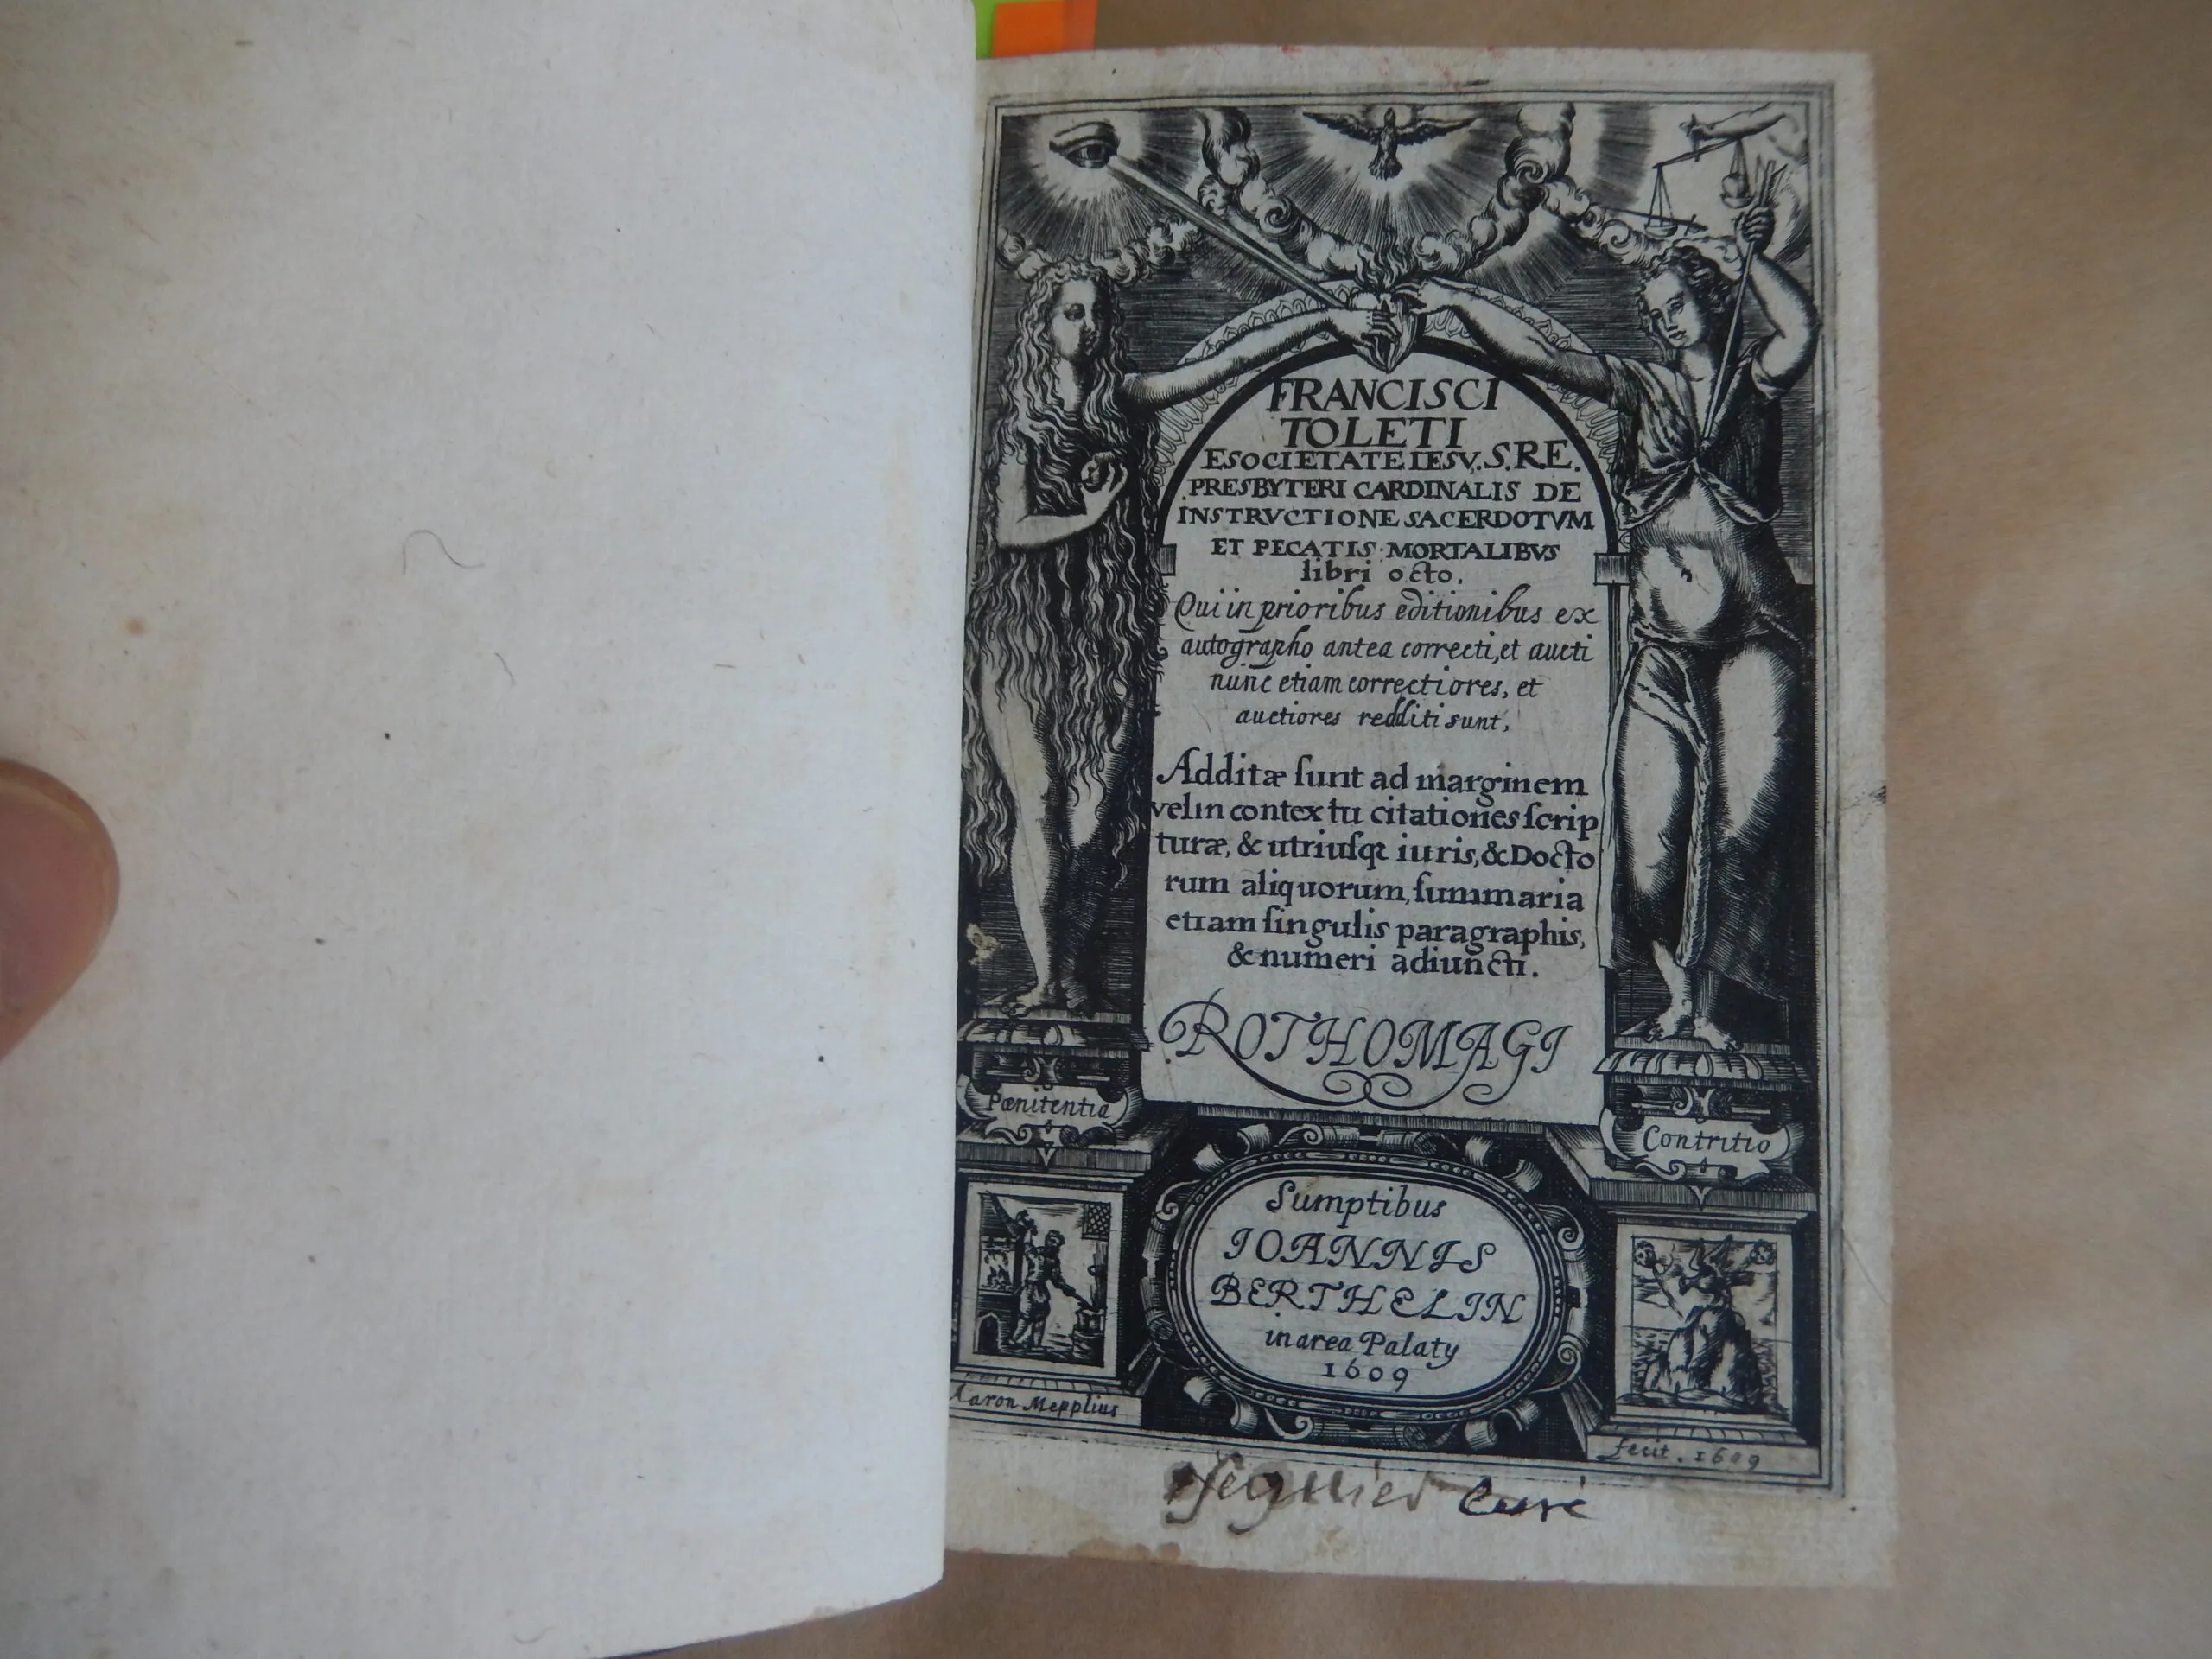 FRANCISCI
TOLETI
E SOCIETATE IESV. S. RE.
PRESBYTERI CARDINALIS DE
INSTRVCTIONE SACERDOTVM
ET PECATIS MORTALIBVS
libri octo.
Qui in prioribus editionibus ex
autographo antea correcti, et aucti
nunc etiam correctiores, et
auctiores redditi sunt,
Additæ ſunt ad marginem
vel in contextu citationes ſcrip
turæ, & utriuſqꝫ iuris, & Docto
rum aliquorum, ſummaria
etiam ſingulis paragraphis,
& numeri adiuncti.
ROTHOMAGI
Pœnitentia
Contritio
Sumptibus
IOANNIS
BERTHELIN
in area Palaty
1609
Aaron Mepplius
fecit. 1609
Seguier Curé